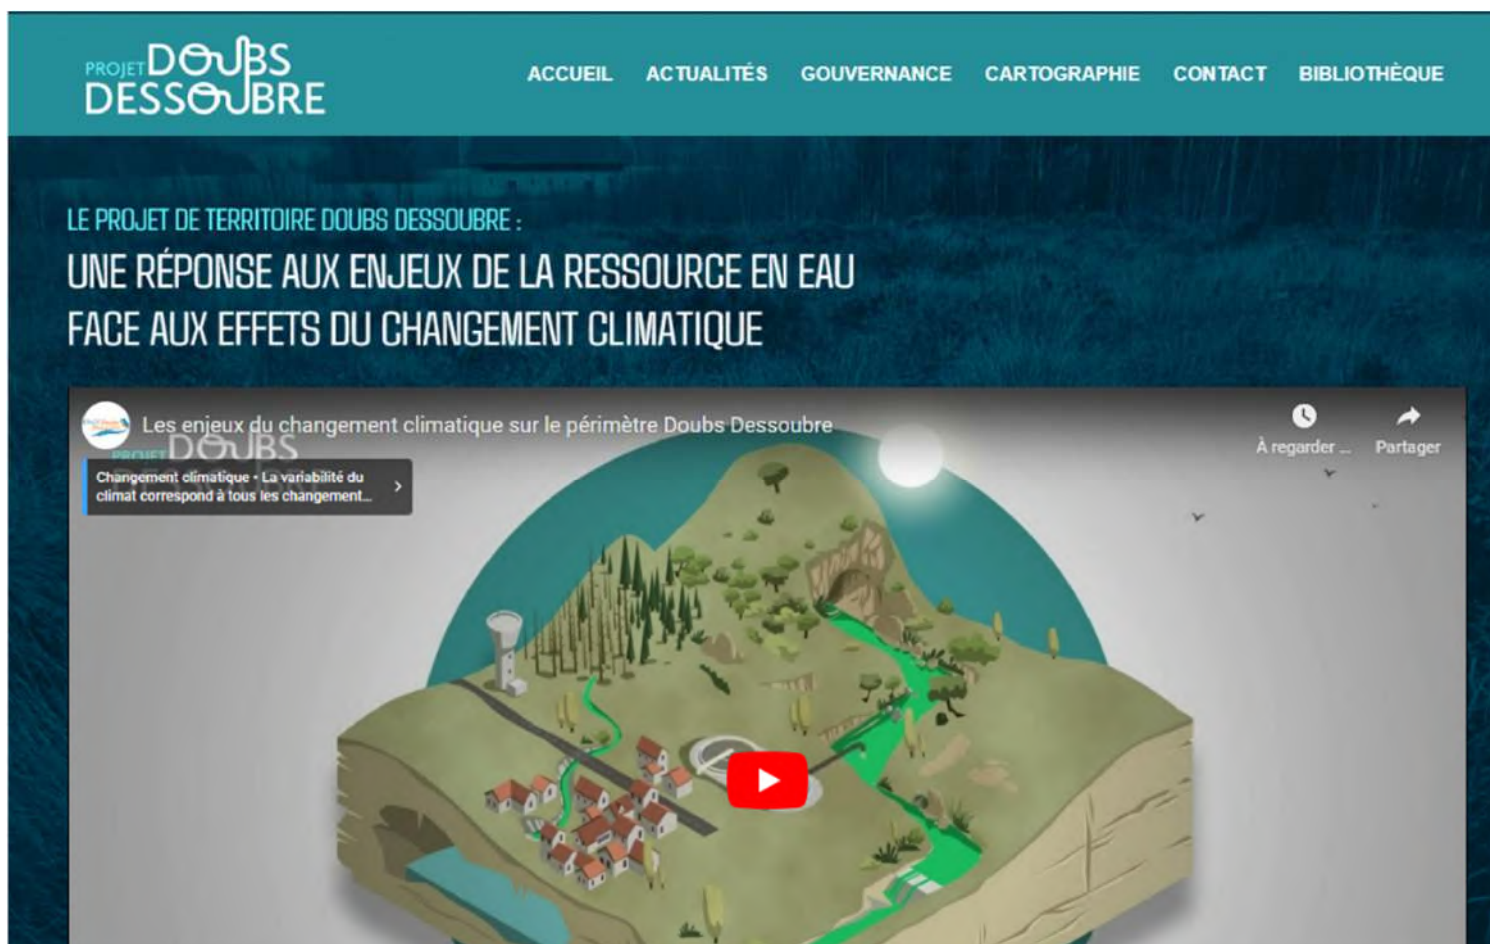 PROJET DOUBS
DESSOUBRE
ACCUEIL ACTUALITÉS GOUVERNANCE CARTOGRAPHIE CONTACT BIBLIOTHÈQUE
LE PROJET DE TERRITOIRE DOUBS DESSOUBRE :
UNE RÉPONSE AUX ENJEUX DE LA RESSOURCE EN EAU
FACE AUX EFFETS DU CHANGEMENT CLIMATIQUE
Les enjeux du changement climatique sur le périmètre Doubs Dessoubre
À regarder ... Partager
PROJET DOUBS
Changement climatique • La variabilité du
climat correspond à tous les changement...